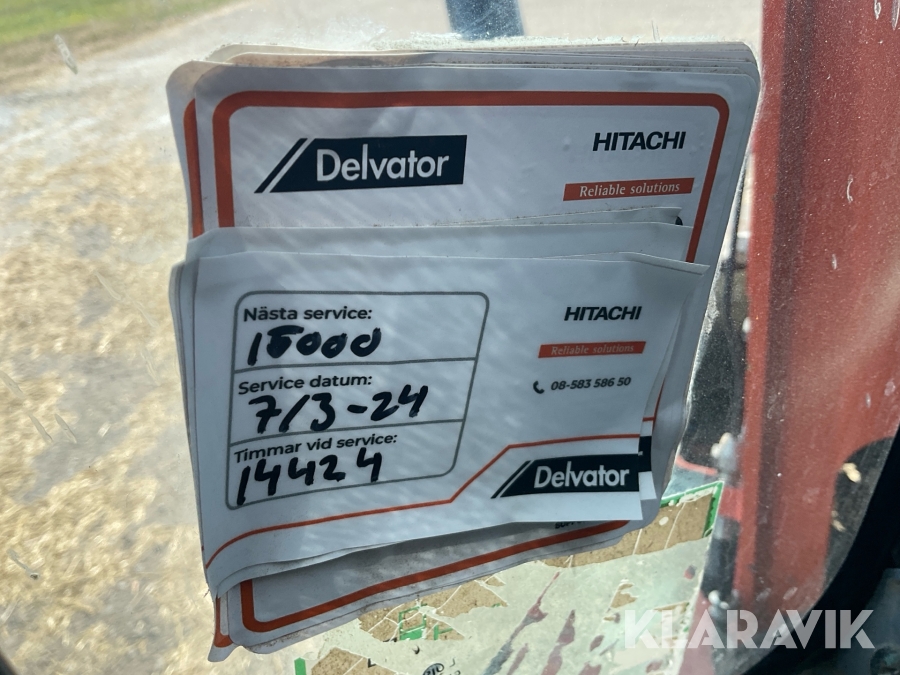 Delvator
HITACHI
Reliable solutions
Nästa service:
15000
Service datum:
7/3-24
Timmar vid service:
14424
HITACHI
Reliable solutions
08-583 586 50
Delvator
KLARAVIK